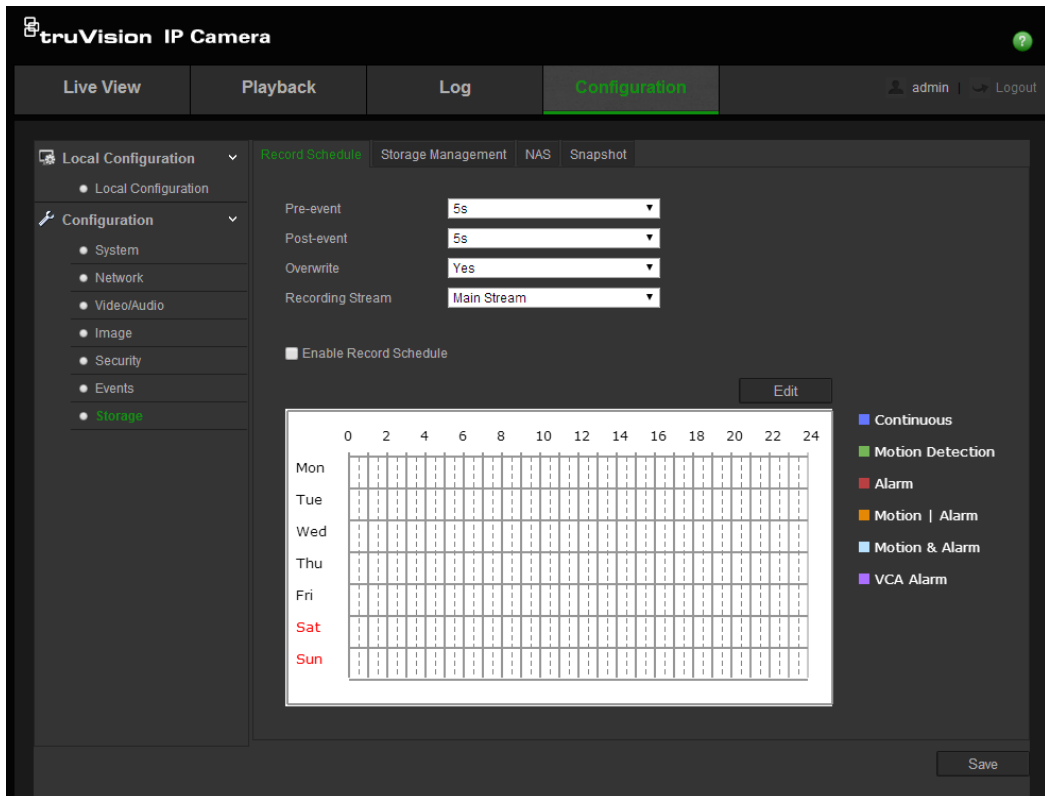 truVision IP Camera
?
Live View Playback Log Configuration admin | Logout
Local Configuration
Local Configuration
Configuration
System
Network
Video/Audio
Image
Security
Events
Storage
Record Schedule Storage Management NAS Snapshot
Pre-event 5s
Post-event 5s
Overwrite Yes
Recording Stream Main Stream
Enable Record Schedule
Edit
0 2 4 6 8 10 12 14 16 18 20 22 24
Mon
Tue
Wed
Thu
Fri
Sat
Sun
Continuous
Motion Detection
Alarm
Motion | Alarm
Motion & Alarm
VCA Alarm
Save